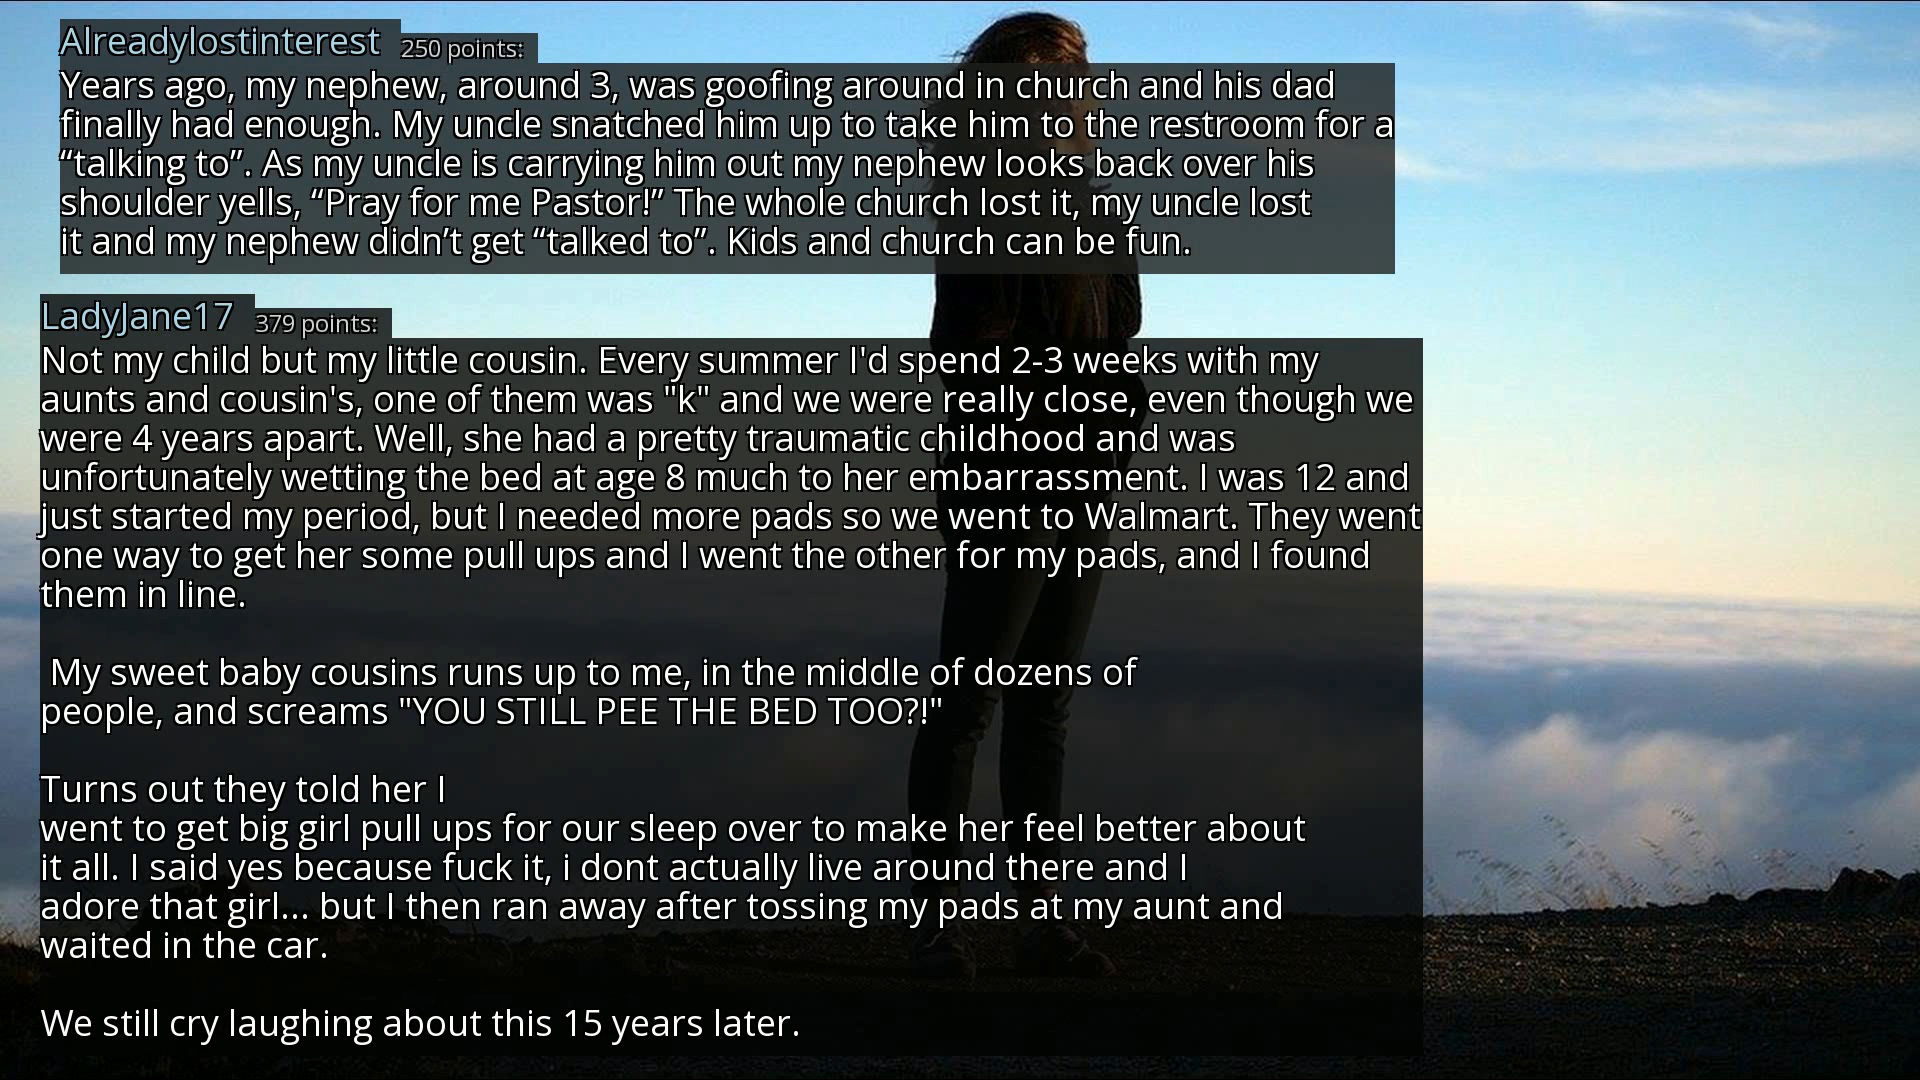 Alreadylostinterest 250 points:
Years ago, my nephew, around 3, was goofing around in church and his dad
finally had enough. My uncle snatched him up to take him to the restroom for a
“talking to”. As my uncle is carrying him out my nephew looks back over his
shoulder yells, “Pray for me Pastor!” The whole church lost it, my uncle lost
it and my nephew didn’t get “talked to”. Kids and church can be fun.
LadyJane17 379 points:
Not my child but my little cousin. Every summer I'd spend 2-3 weeks with my
aunts and cousin's, one of them was "k" and we were really close, even though we
were 4 years apart. Well, she had a pretty traumatic childhood and was
unfortunately wetting the bed at age 8 much to her embarrassment. I was 12 and
just started my period, but I needed more pads so we went to Walmart. They went
one way to get her some pull ups and I went the other for my pads, and I found
them in line.
My sweet baby cousins runs up to me, in the middle of dozens of
people, and screams "YOU STILL PEE THE BED TOO?!"
Turns out they told her I
went to get big girl pull ups for our sleep over to make her feel better about
it all. I said yes because fuck it, i dont actually live around there and I
adore that girl... but I then ran away after tossing my pads at my aunt and
waited in the car.
We still cry laughing about this 15 years later.